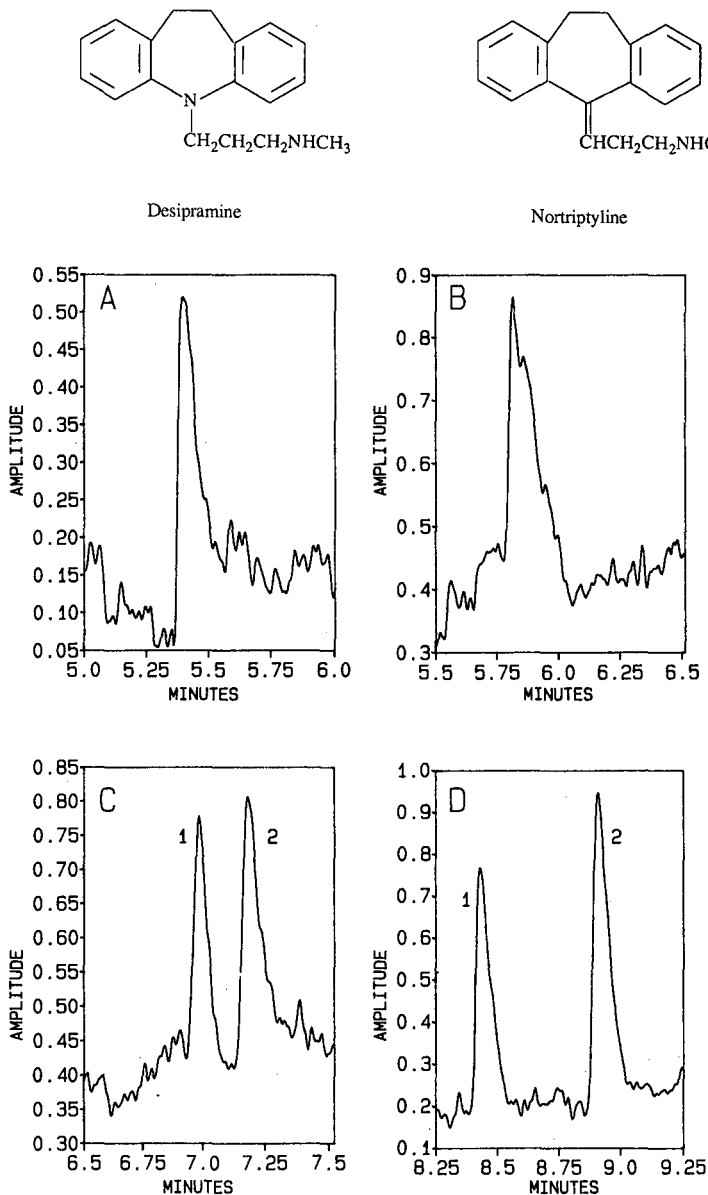 N
CH₂CH₂CH₂NHCH₃
CHCH₂CH₂NH
Desipramine
Nortriptyline
A
0.55
0.50
0.45
0.40
0.35
0.30
0.25
0.20
0.15
0.10
0.05
AMPLITUDE
5.0 5.25 5.5 5.75 6.0
MINUTES
B
0.9
0.8
0.7
0.6
0.5
0.4
0.3
AMPLITUDE
5.5 5.75 6.0 6.25 6.5
MINUTES
C
1
2
0.85
0.80
0.75
0.70
0.65
0.60
0.55
0.50
0.45
0.40
0.35
0.30
AMPLITUDE
6.5 6.75 7.0 7.25 7.5
MINUTES
D
1
2
1.0
0.9
0.8
0.7
0.6
0.5
0.4
0.3
0.2
0.1
AMPLITUDE
8.25 8.5 8.75 9.0 9.25
MINUTES